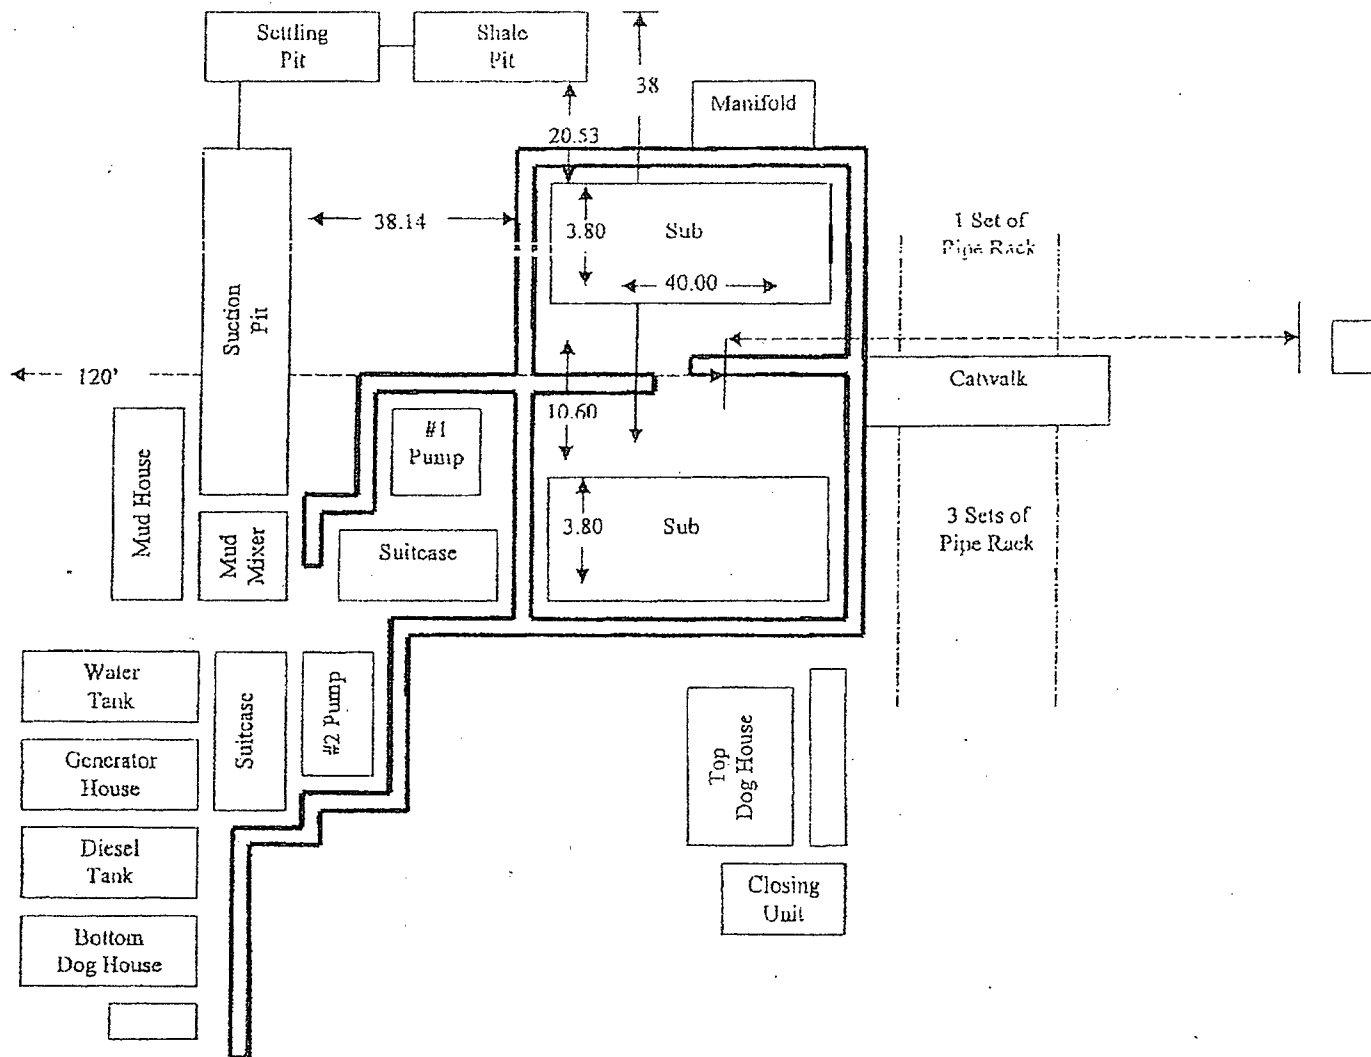 Settling
Pit
Shale
Pit
38
Manifold
20.53
38.14
3.80
Sub
40.00
1 Set of
Pipe Rack
Suction
Pit
120'
10.60
Catwalk
#1
Pump
Mud House
Mud
Mixer
Suitcase
3.80
Sub
3 Sets of
Pipe Rack
Water
Tank
Suitcase
#2 Pump
Generator
House
Top
Dog House
Diesel
Tank
Closing
Unit
Bottom
Dog House